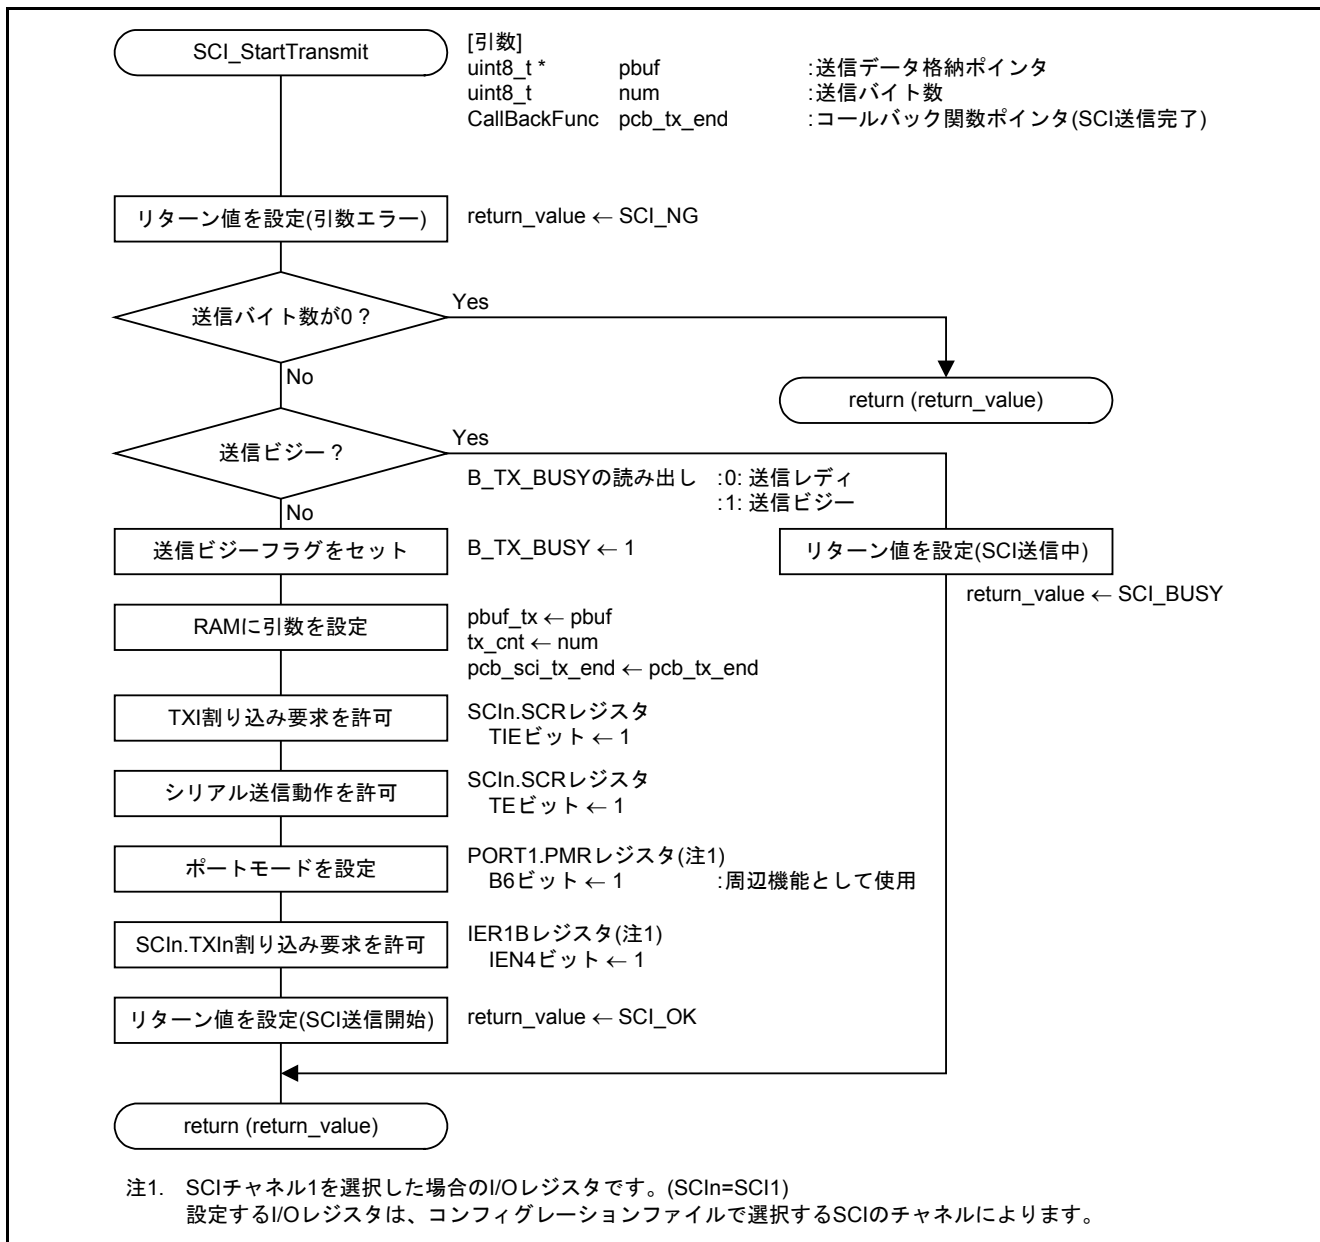 SCI_StartTransmit
[引数]
uint8_t * pbuf :送信データ格納ポインタ
uint8_t num :送信バイト数
CallBackFunc pcb_tx_end :コールバック関数ポインタ(SCI送信完了)
リターン値を設定(引数エラー) return_value ← SCI_NG
送信バイト数が0 ?
Yes
No
return (return_value)
送信ビジー ?
Yes
B_TX_BUSYの読み出し :0: 送信レディ
:1: 送信ビジー
No
送信ビジーフラグをセット B_TX_BUSY ← 1
リターン値を設定(SCI送信中)
return_value ← SCI_BUSY
RAMに引数を設定
pbuf_tx ← pbuf
tx_cnt ← num
pcb_sci_tx_end ← pcb_tx_end
TXI割り込み要求を許可
SCIn.SCRレジスタ
TIEビット ← 1
シリアル送信動作を許可
SCIn.SCRレジスタ
TEビット ← 1
ポートモードを設定
PORT1.PMRレジスタ(注1)
B6ビット ← 1 :周辺機能として使用
SCIn.TXIn割り込み要求を許可
IER1Bレジスタ(注1)
IEN4ビット ← 1
リターン値を設定(SCI送信開始) return_value ← SCI_OK
return (return_value)
注1. SCIチャネル1を選択した場合のI/Oレジスタです。(SCIn=SCI1)
設定するI/Oレジスタは、コンフィグレーションファイルで選択するSCIのチャネルによります。